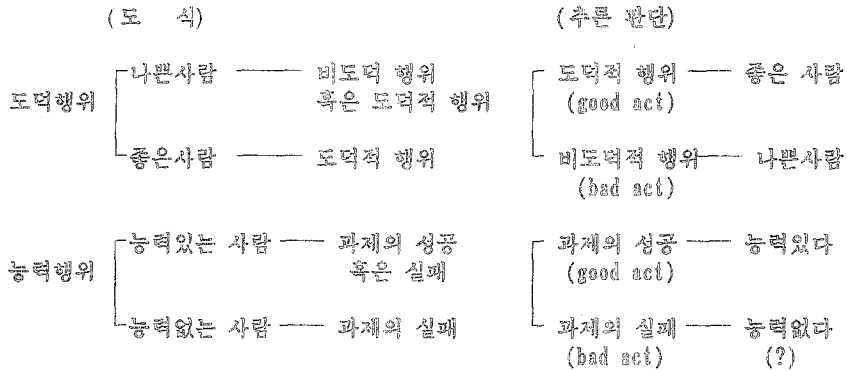 (도 식) (추론 판단)
나쁜사람 비도덕 행위 도덕적 행위 좋은 사람
도덕행위 혹은 도덕적 행위 (good act)
좋은사람 도덕적 행위 비도덕적 행위 나쁜사람
(bad act)
능력있는 사람 과제의 성공 과제의 성공 능력있다
능력행위 혹은 실패 (good act)
능력없는 사람 과제의 실패 과제의 실패 능력없다
(bad act) (?)